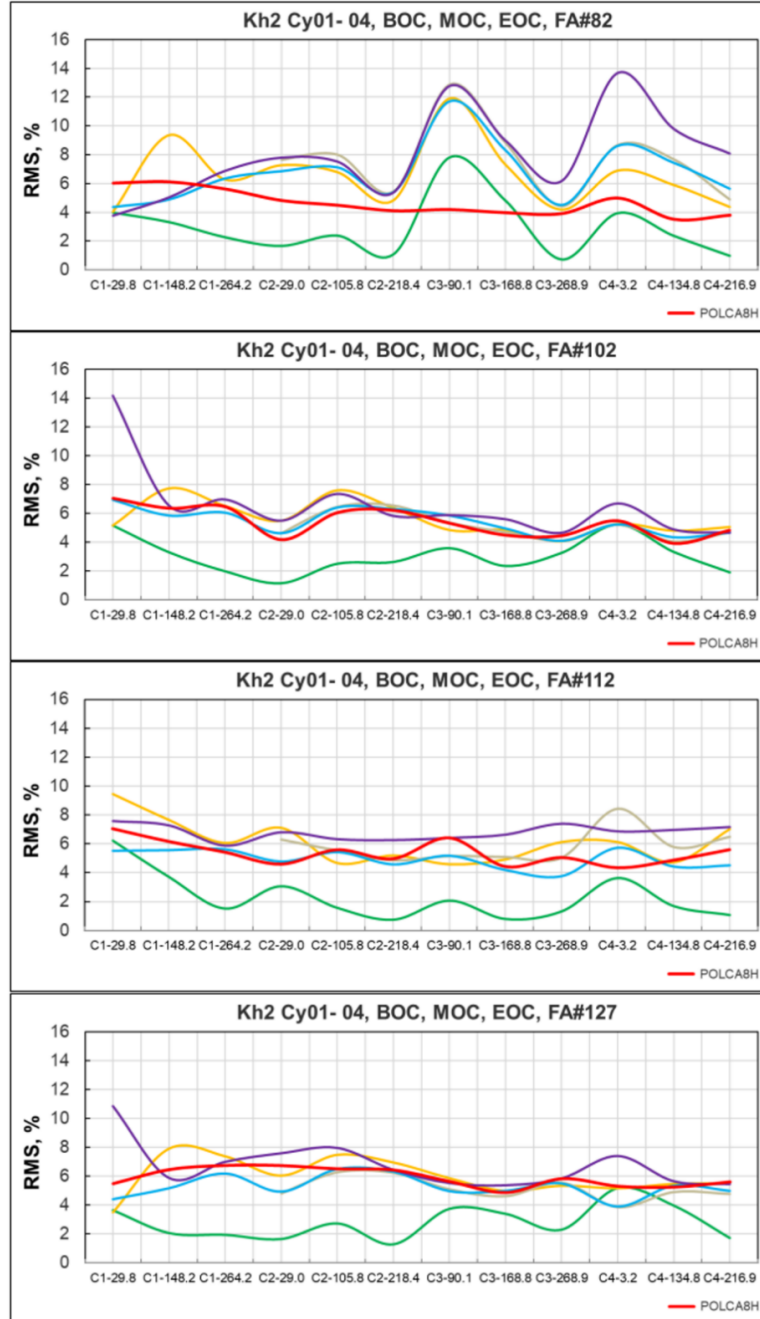 Kh2 Cy01- 04, BOC, MOC, EOC, FA#82
16
14
12
10
8
6
4
2
0
RMS, %
C1-29.8 C1-148.2 C1-264.2 C2-29.0 C2-105.8 C2-218.4 C3-90.1 C3-168.8 C3-268.9 C4-3.2 C4-134.8 C4-216.9
POLCA8H
Kh2 Cy01- 04, BOC, MOC, EOC, FA#102
16
14
12
10
8
6
4
2
0
RMS, %
C1-29.8 C1-148.2 C1-264.2 C2-29.0 C2-105.8 C2-218.4 C3-90.1 C3-168.8 C3-268.9 C4-3.2 C4-134.8 C4-216.9
POLCA8H
Kh2 Cy01- 04, BOC, MOC, EOC, FA#112
16
14
12
10
8
6
4
2
0
RMS, %
C1-29.8 C1-148.2 C1-264.2 C2-29.0 C2-105.8 C2-218.4 C3-90.1 C3-168.8 C3-268.9 C4-3.2 C4-134.8 C4-216.9
POLCA8H
Kh2 Cy01- 04, BOC, MOC, EOC, FA#127
16
14
12
10
8
6
4
2
0
RMS, %
C1-29.8 C1-148.2 C1-264.2 C2-29.0 C2-105.8 C2-218.4 C3-90.1 C3-168.8 C3-268.9 C4-3.2 C4-134.8 C4-216.9
POLCA8H